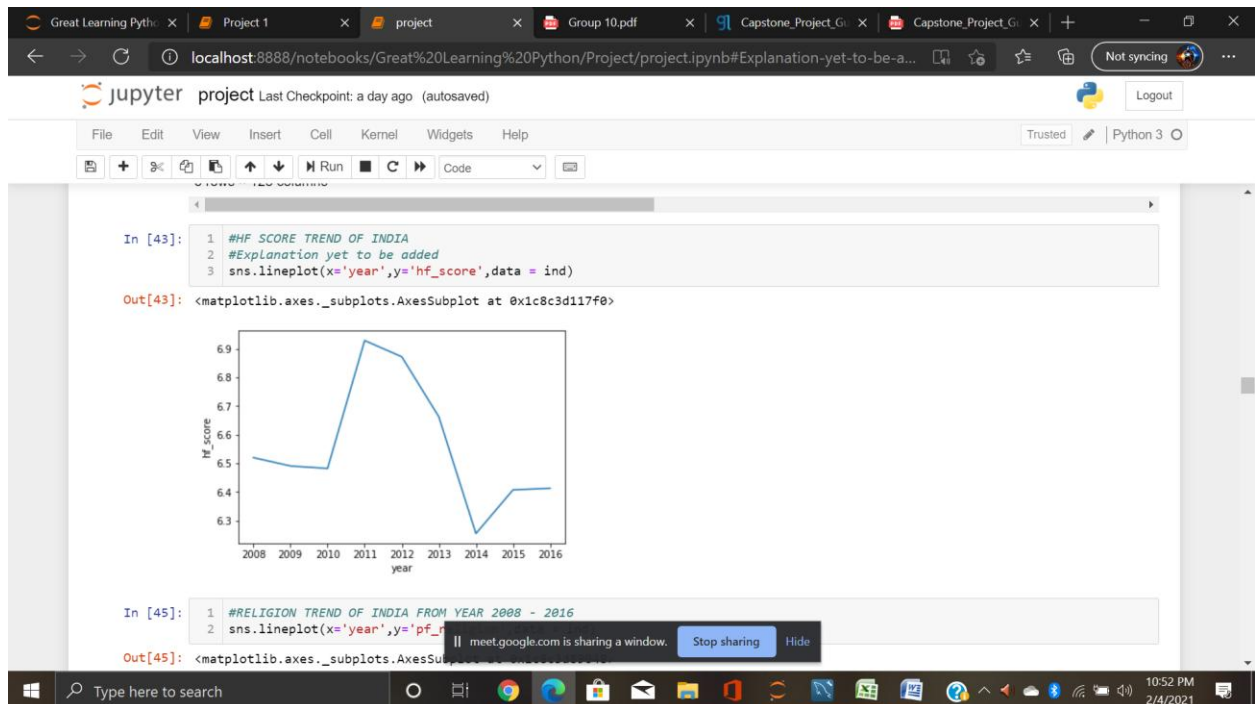 Great Learning Pytho
Project 1
project
Group 10.pdf
Capstone_Project_Gu
Capstone_Project_Gu
localhost:8888/notebooks/Great%20Learning%20Python/Project/project.ipynb#Explanation-yet-to-be-a...
Not syncing
jupyter project Last Checkpoint: a day ago (autosaved)
Logout
File Edit View Insert Cell Kernel Widgets Help
Trusted
Python 3
Run
Code
In [43]:
1 #HF SCORE TREND OF INDIA
2 #Explanation yet to be added
3 sns.lineplot(x='year',y='hf_score',data = ind)
Out[43]: <matplotlib.axes._subplots.AxesSubplot at 0x1c8c3d117f0>
6.9
6.8
6.7
6.6
6.5
6.4
6.3
hf_score
2008 2009 2010 2011 2012 2013 2014 2015 2016
year
In [45]:
1 #RELIGION TREND OF INDIA FROM YEAR 2008 - 2016
2 sns.lineplot(x='year',y='pf_r
meet.google.com is sharing a window.
Stop sharing
Hide
Out[45]: <matplotlib.axes._subplots.AxesSu
Type here to search
10:52 PM
2/4/2021